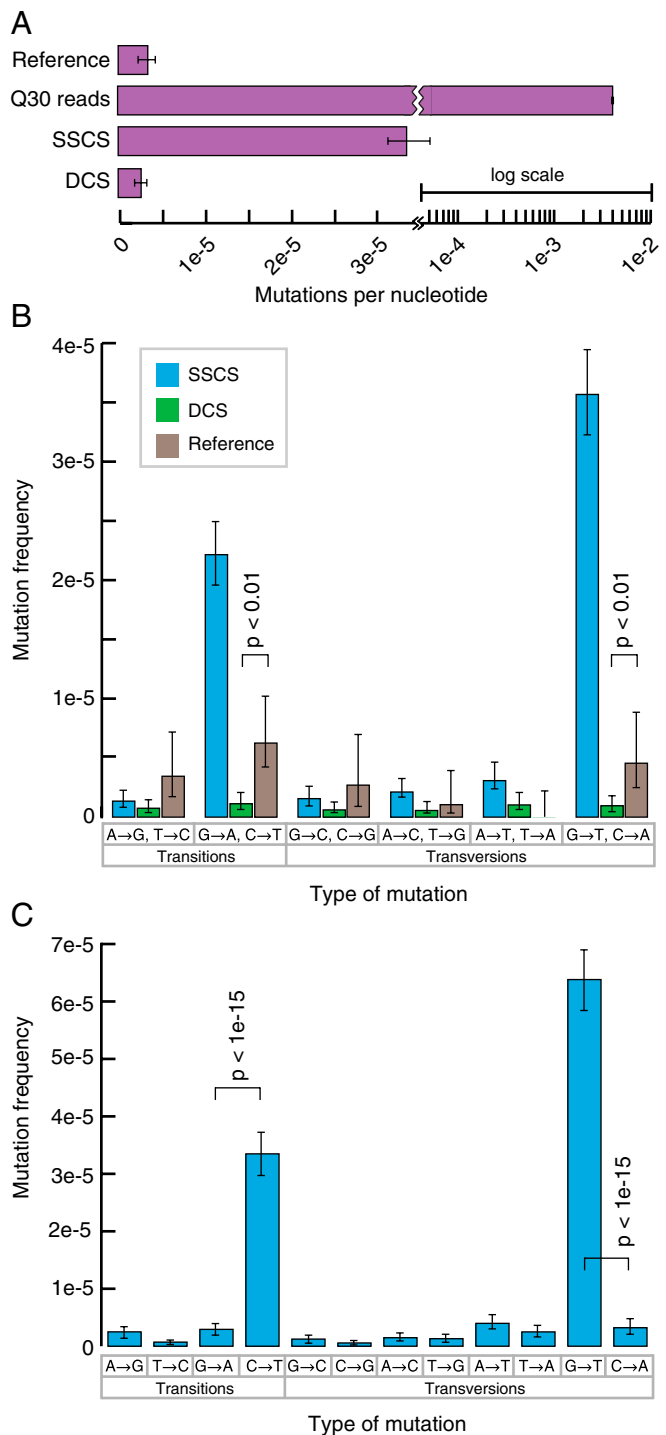 A
Reference
Q30 reads
SSCS
DCS
log scale
0 1e-5 2e-5 3e-5 1e-4 1e-3 1e-2
Mutations per nucleotide
B
4e-5
3e-5
2e-5
1e-5
0
Mutation frequency
SSCS
DCS
Reference
p < 0.01
p < 0.01
A→G, T→C G→A, C→T G→C, C→G A→C, T→G A→T, T→A G→T, C→A
Transitions Transversions
Type of mutation
C
7e-5
6e-5
5e-5
4e-5
3e-5
2e-5
1e-5
0
Mutation frequency
p < 1e-15
p < 1e-15
A→G T→C G→A C→T G→C C→G A→C T→G A→T T→A G→T C→A
Transitions Transversions
Type of mutation